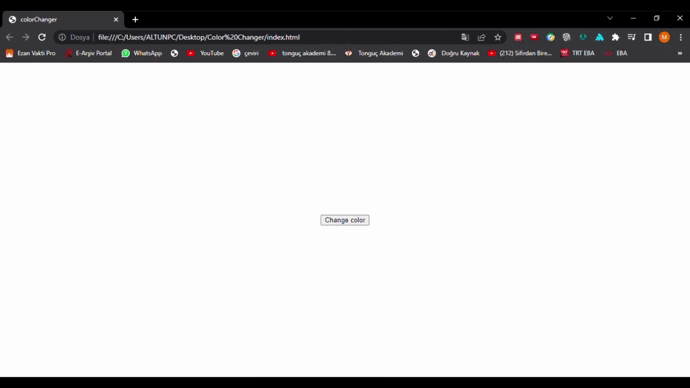 colorChanger
Dosya file:///C:/Users/ALTUNPC/Desktop/Color%20Changer/index.html
M
Ezan Vakti Pro E-Arşiv Portal WhatsApp YouTube çeviri tonguç akademi 8.... Tonguç Akademi Doğru Kaynak (212) Sıfırdan Bire... TRT EBA EBA »
Change color